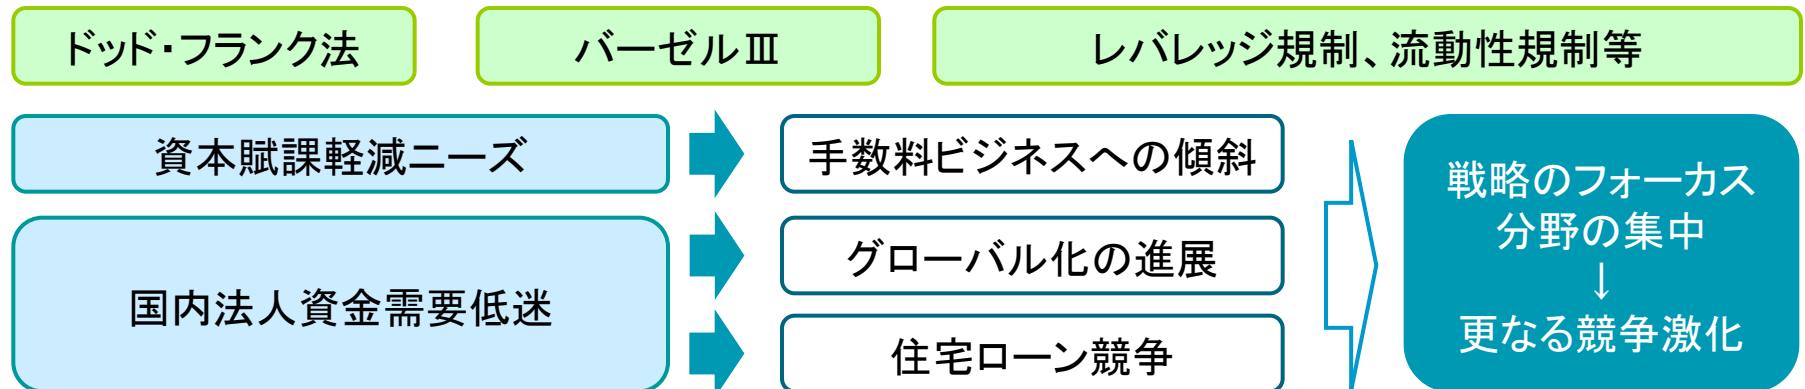 ドッド・フランク法
バーゼルⅢ
レバレッジ規制、流動性規制等
資本賦課軽減ニーズ
手数料ビジネスへの傾斜
国内法人資金需要低迷
グローバル化の進展
住宅ローン競争
戦略のフォーカス
分野の集中
↓
更なる競争激化